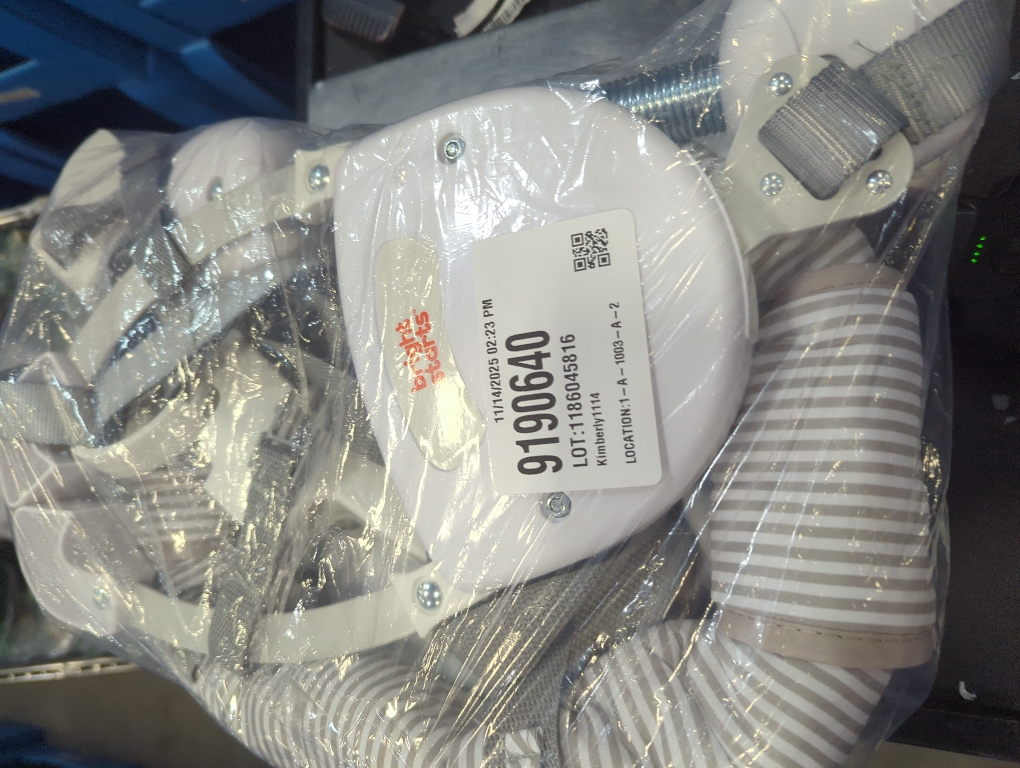 bright
starts
11/14/2025 02:23 PM
9190640
LOT:1186045816
Kimberly1114
LOCATION:1-A-1003-A-2